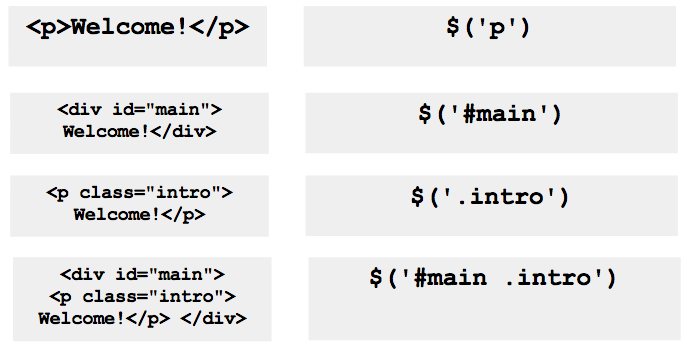 <p>Welcome!</p>
$('p')
<div id="main">
Welcome!</div>
$('#main')
<p class="intro">
Welcome!</p>
$('.intro')
<div id="main">
<p class="intro">
Welcome!</p> </div>
$('#main .intro')